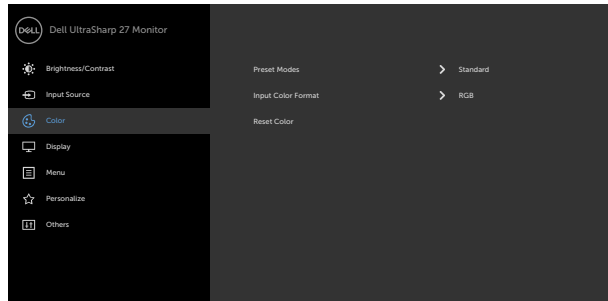 DELL Dell UltraSharp 27 Monitor
Brightness/Contrast
Preset Modes Standard
Input Source
Input Color Format RGB
Color
Reset Color
Display
Menu
Personalize
Others